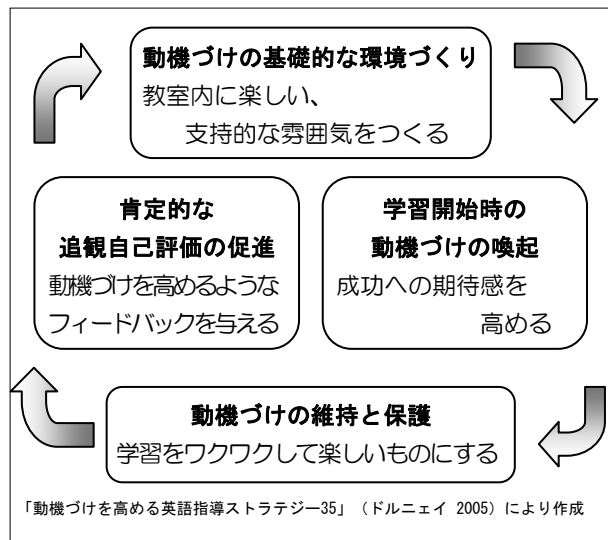 動機づけの基礎的な環境づくり
教室内に楽しい、
支持的な雰囲気をつくる
肯定的な
追観自己評価の促進
動機づけを高めるような
フィードバックを与える
学習開始時の
動機づけの喚起
成功への期待感を
高める
動機づけの維持と保護
学習をワクワクして楽しいものにする
「動機づけを高める英語指導ストラテジー35」（ドルニェイ 2005）により作成